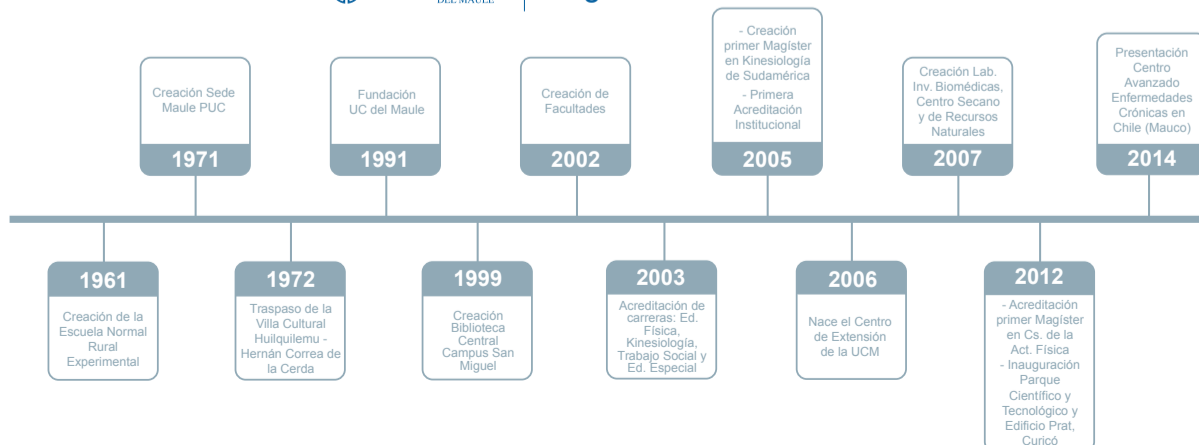 DEL MAULE
Creación Sede
Maule PUC
1971
Fundación
UC del Maule
1991
Creación de
Facultades
2002
- Creación
primer Magíster
en Kinesiología
de Sudamérica
- Primera
Acreditación
Institucional
2005
Creación Lab.
Inv. Biomédicas,
Centro Secano
y de Recursos
Naturales
2007
Presentación
Centro
Avanzado
Enfermedades
Crónicas en
Chile (Mauco)
2014
1961
Creación de la
Escuela Normal
Rural
Experimental
1972
Traspaso de la
Villa Cultural
Huilquilemu -
Hernán Correa de
la Cerda
1999
Creación
Biblioteca
Central
Campus San
Miguel
2003
Acreditación de
carreras: Ed.
Física,
Kinesiología,
Trabajo Social y
Ed. Especial
2006
Nace el Centro
de Extensión
de la UCM
2012
- Acreditación
primer Magíster
en Cs. de la
Act. Física
- Inauguración
Parque
Científico y
Tecnológico y
Edificio Prat,
Curicó